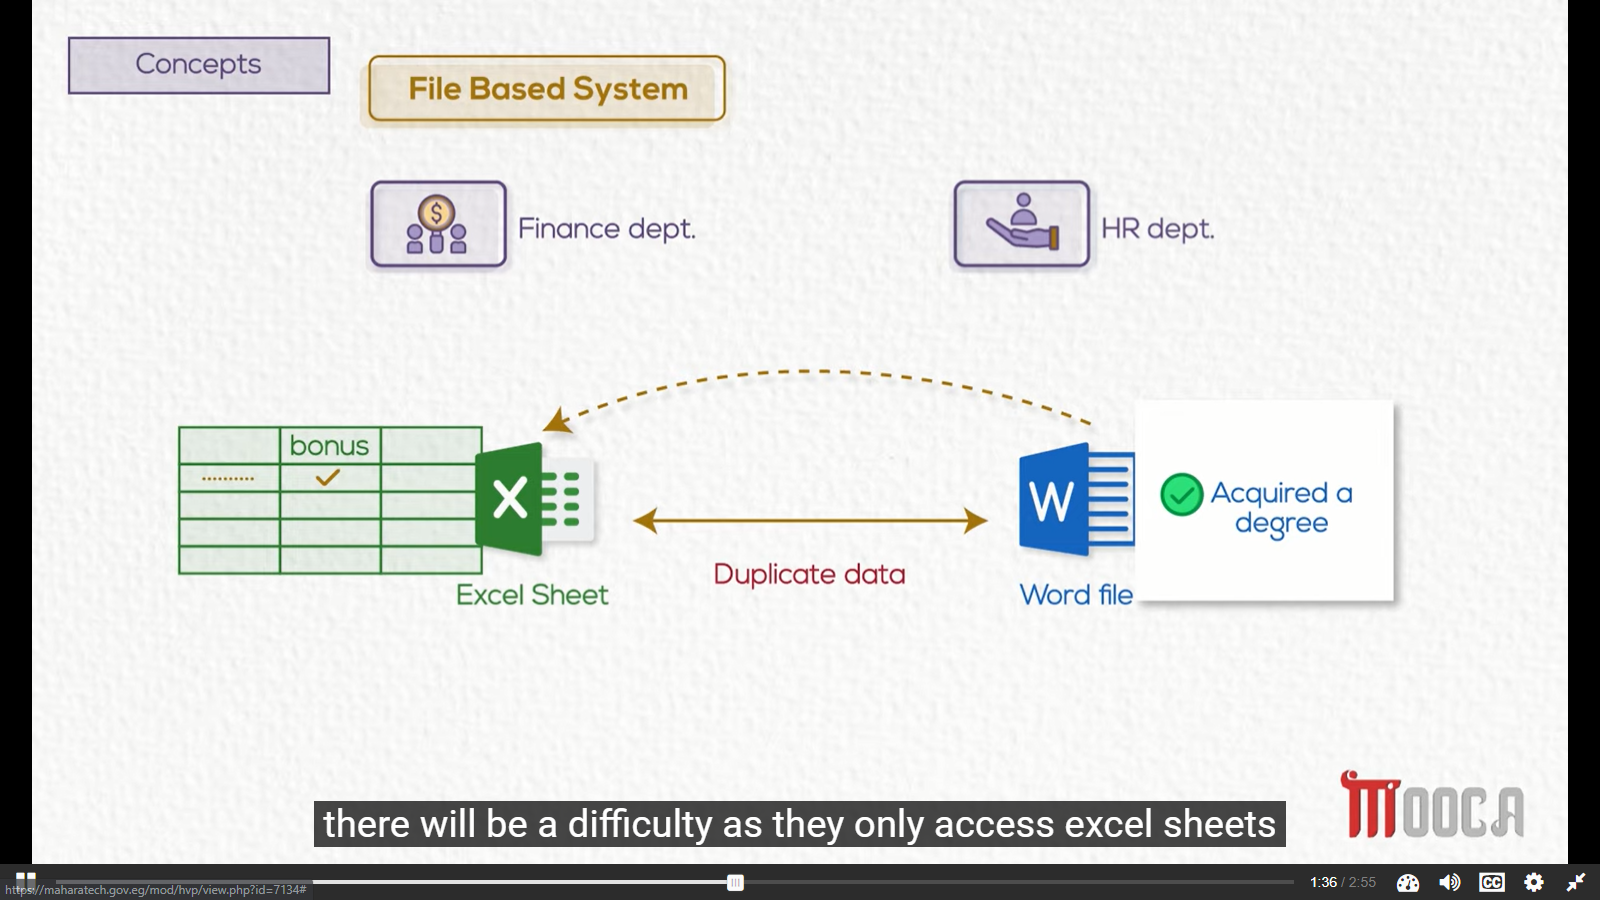 Concepts
File Based System
$
Finance dept.
HR dept.
bonus
X
W
Acquired a
degree
Duplicate data
Excel Sheet
Word file
MOOCA
there will be a difficulty as they only access excel sheets
https://maharatech.gov.eg/mod/hvp/view.php?id=7134#
1:36 / 2:55
CC